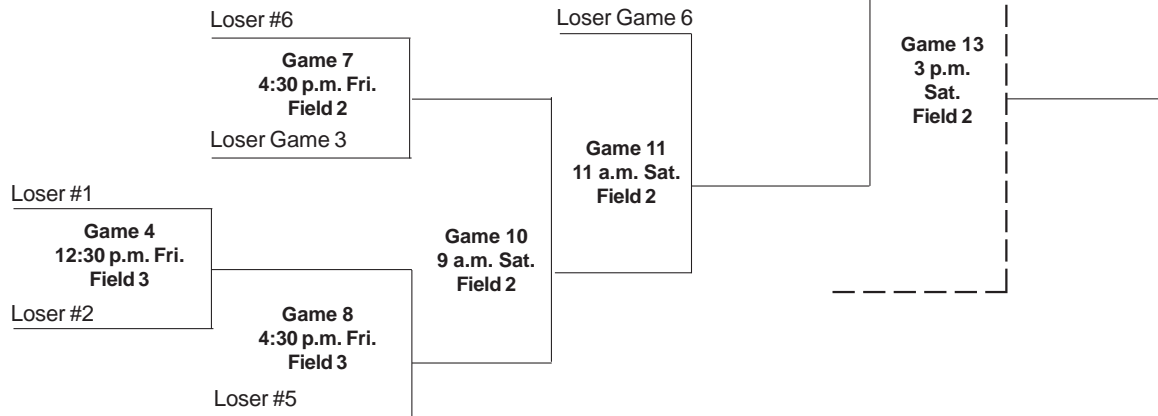 Loser #6
Game 7
4:30 p.m. Fri.
Field 2
Loser Game 3
Loser #1
Game 4
12:30 p.m. Fri.
Field 3
Loser #2
Game 8
4:30 p.m. Fri.
Field 3
Loser #5
Game 10
9 a.m. Sat.
Field 2
Loser Game 6
Game 11
11 a.m. Sat.
Field 2
Game 13
3 p.m.
Sat.
Field 2